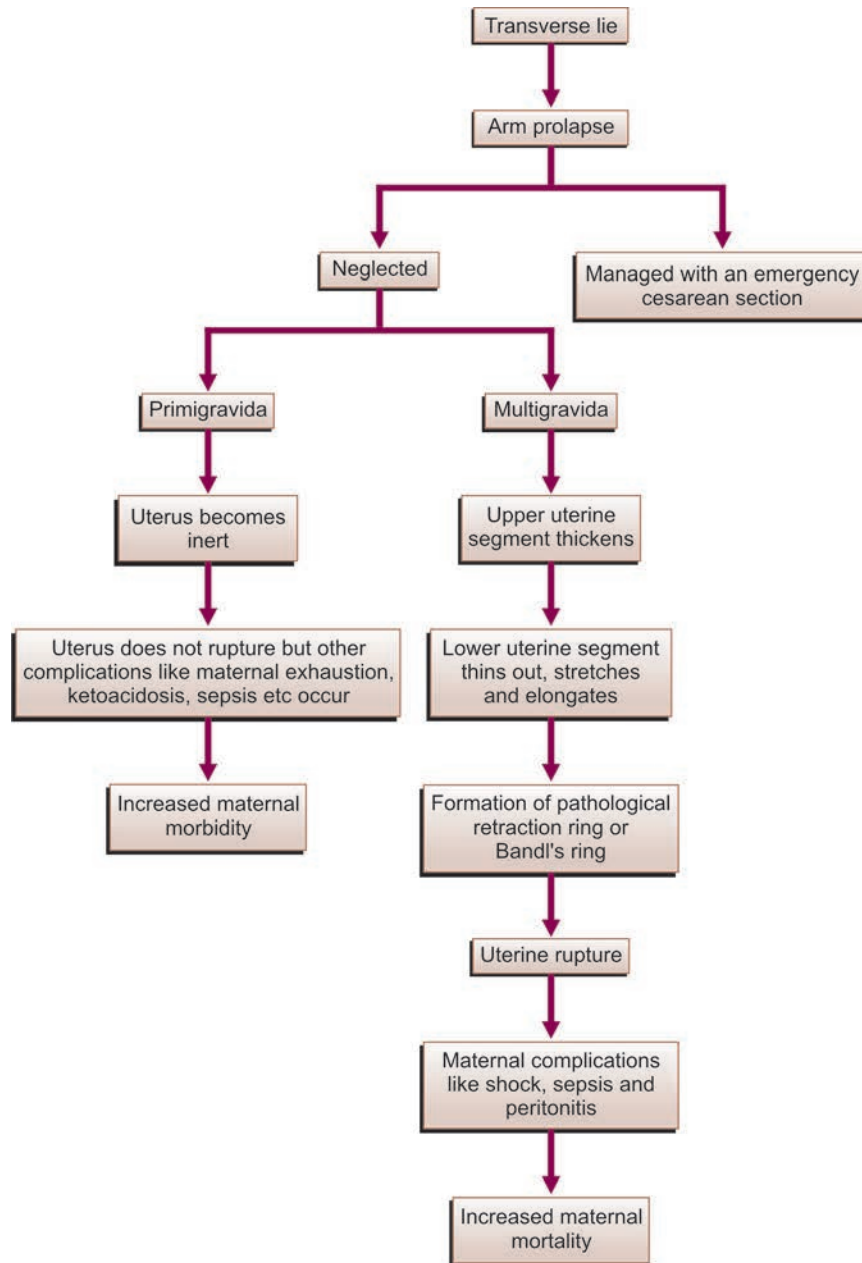 Transverse lie
Arm prolapse
Neglected
Managed with an emergency
cesarean section
Primigravida
Multigravida
Uterus becomes
inert
Upper uterine
segment thickens
Uterus does not rupture but other
complications like maternal exhaustion,
ketoacidosis, sepsis etc occur
Lower uterine segment
thins out, stretches
and elongates
Increased maternal
morbidity
Formation of pathological
retraction ring or
Bandl's ring
Uterine rupture
Maternal complications
like shock, sepsis and
peritonitis
Increased maternal
mortality